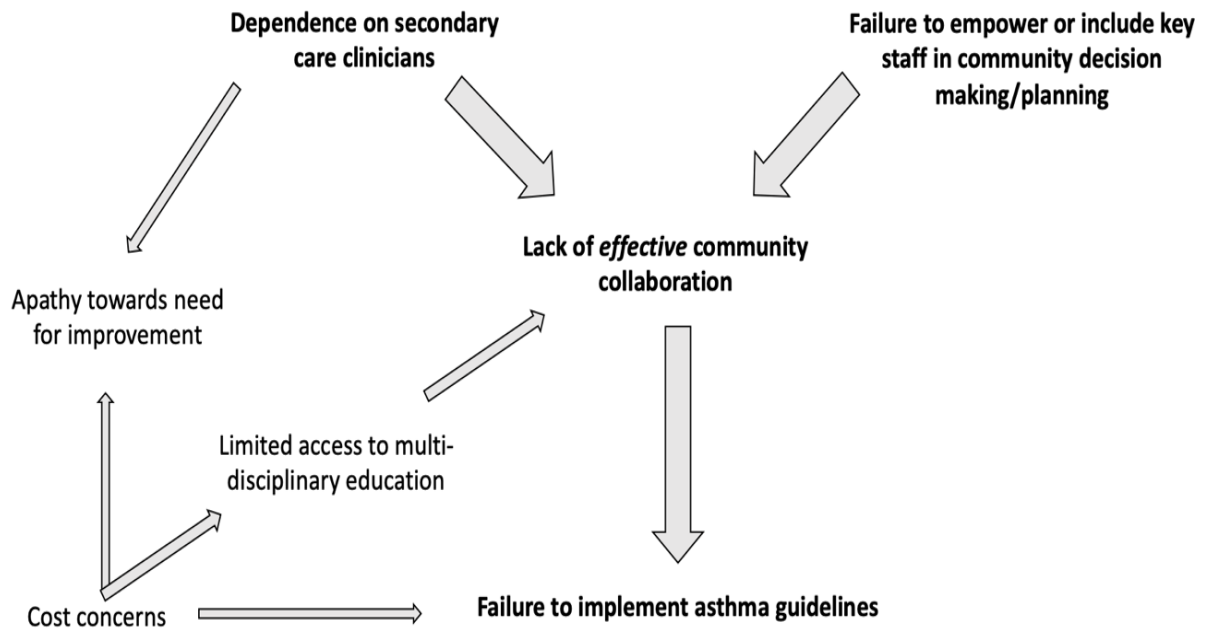 Dependence on secondary
care clinicians
Failure to empower or include key
staff in community decision
making/planning
Lack of effective community
collaboration
Apathy towards need
for improvement
Limited access to multi-
disciplinary education
Cost concerns
Failure to implement asthma guidelines